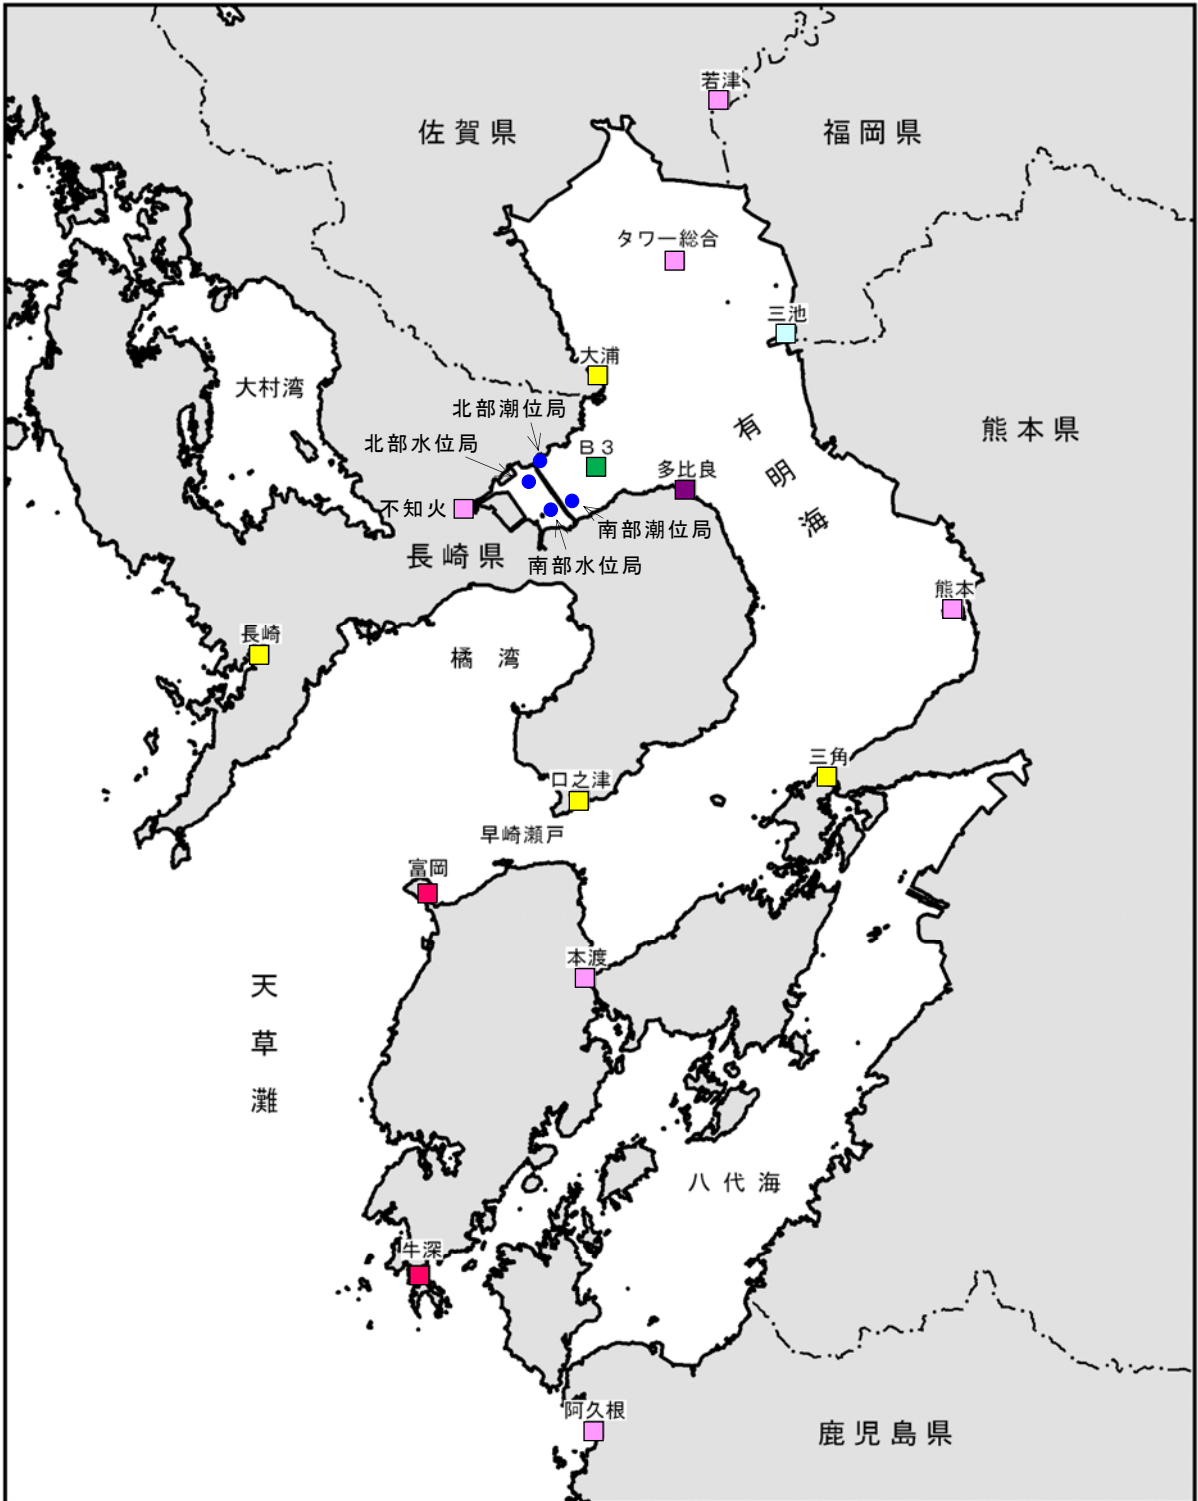 若津
佐賀県
福岡県
タワー総合
三池
大浦
大村湾
北部潮位局
有明海
熊本県
北部水位局
B3
多比良
不知火
南部潮位局
長崎県
南部水位局
熊本
長崎
橘湾
三角
口之津
早崎瀬戸
富岡
本渡
天草灘
八代海
牛深
阿久根
鹿児島県